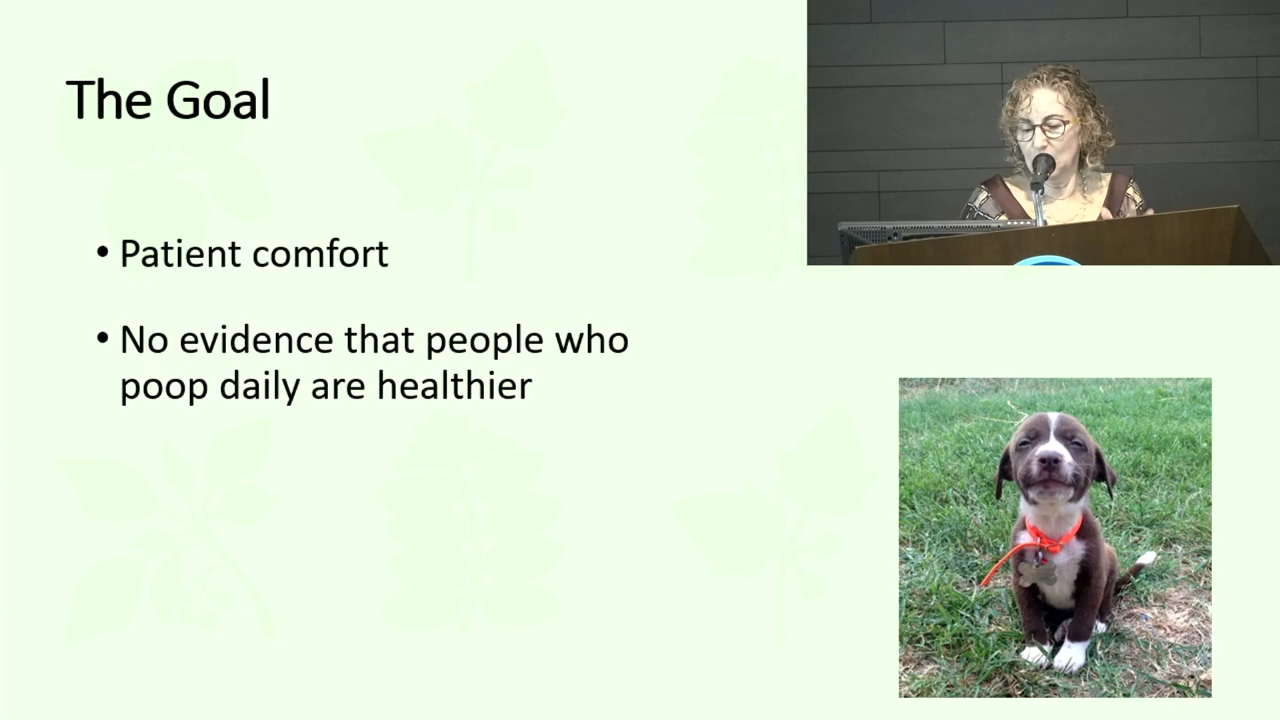 The Goal
• Patient comfort
• No evidence that people who
poop daily are healthier